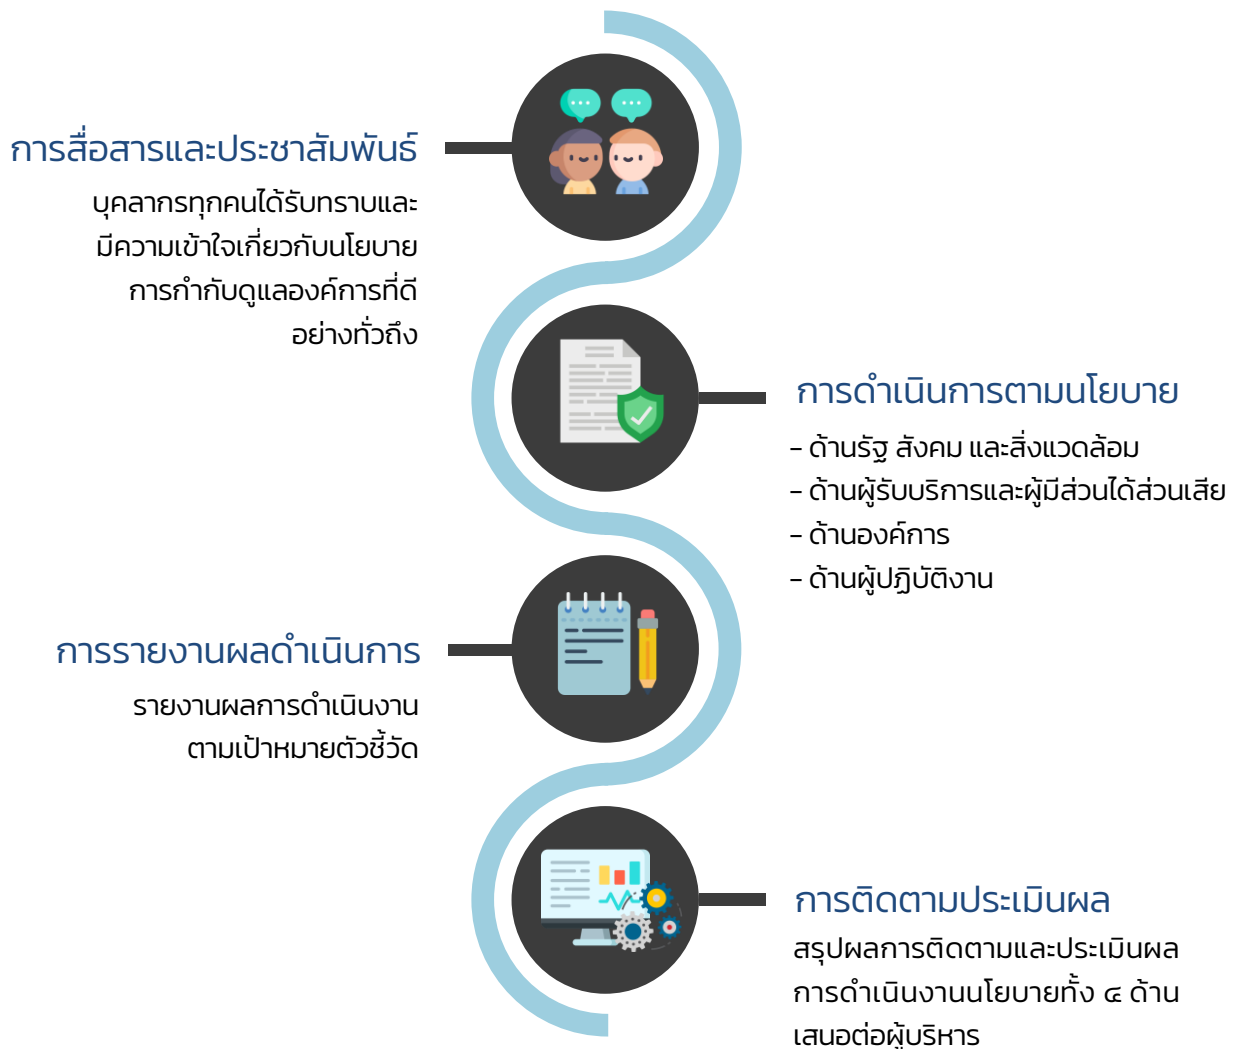 การสื่อสารและประชาสัมพันธ์
บุคลากรทุกคนได้รับทราบและ
มีความเข้าใจเกี่ยวกับนโยบาย
การกำกับดูแลองค์การที่ดี
อย่างทั่วถึง
การดำเนินการตามนโยบาย
- ด้านรัฐ สังคม และสิ่งแวดล้อม
- ด้านผู้รับบริการและผู้มีส่วนได้ส่วนเสีย
- ด้านองค์การ
- ด้านผู้ปฏิบัติงาน
การรายงานผลดำเนินการ
รายงานผลการดำเนินงาน
ตามเป้าหมายตัวชี้วัด
การติดตามประเมินผล
สรุปผลการติดตามและประเมินผล
การดำเนินงานนโยบายทั้ง ๔ ด้าน
เสนอต่อผู้บริหาร